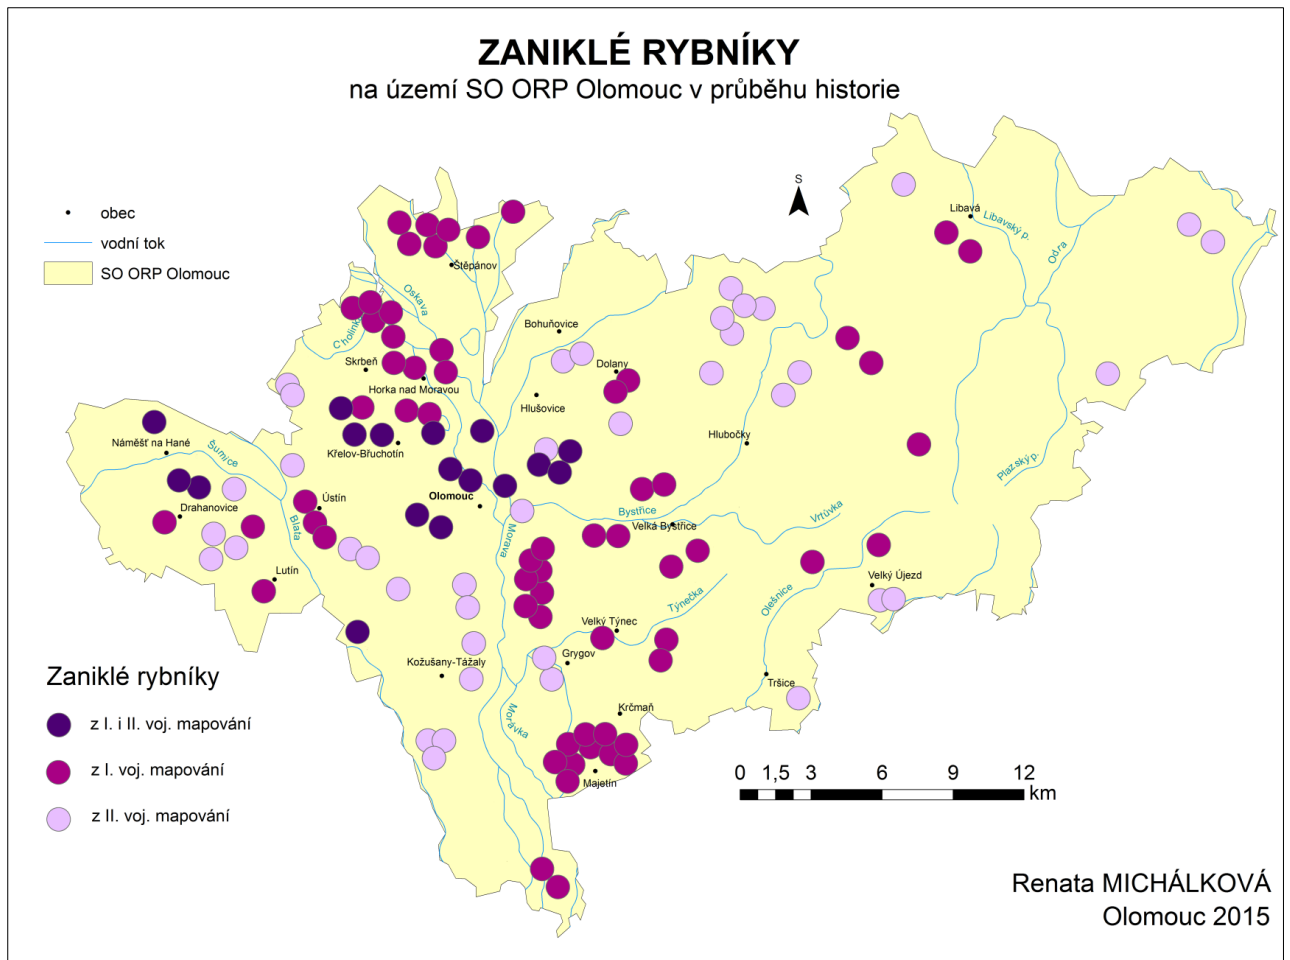 ZANIKLÉ RYBNÍKY
na území SO ORP Olomouc v průběhu historie
S
obec
vodní tok
SO ORP Olomouc
Libavá
Libavský p.
Odra
Štěpánov
Oskava
Cholinka
Bohuňovice
Skrbeň
Dolany
Horka nad Moravou
Hlušovice
Náměšť na Hané
Šumice
Křelov-Břuchotín
Hlubočky
Plazský p.
Drahanovice
Ústín
Olomouc
Blata
Morava
Bystřice
Velká Bystřice
Vrtůvka
Lutín
Týnečka
Olešnice
Velký Újezd
Velký Týnec
Kožušany-Tážaly
Grygov
Tršice
Morávka
Krčmaň
Majetín
Zaniklé rybníky
z I. i II. voj. mapování
z I. voj. mapování
z II. voj. mapování
0 1,5 3 6 9 12
km
Renata MICHÁLKOVÁ
Olomouc 2015